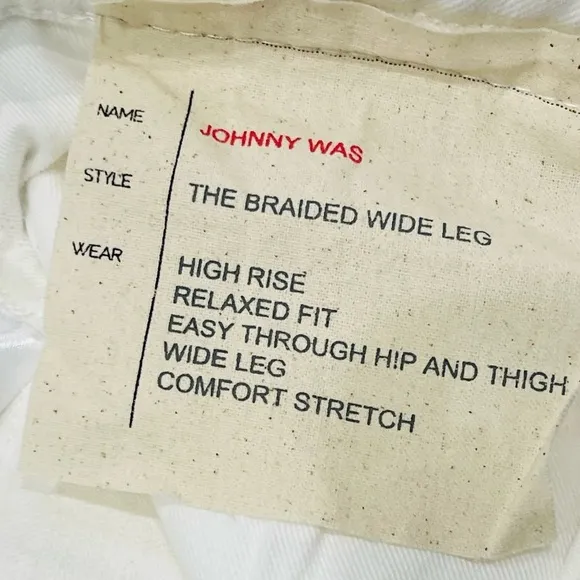 NAME
JOHNNY WAS
STYLE
THE BRAIDED WIDE LEG
WEAR
HIGH RISE
RELAXED FIT
EASY THROUGH HIP AND THIGH
WIDE LEG
COMFORT STRETCH